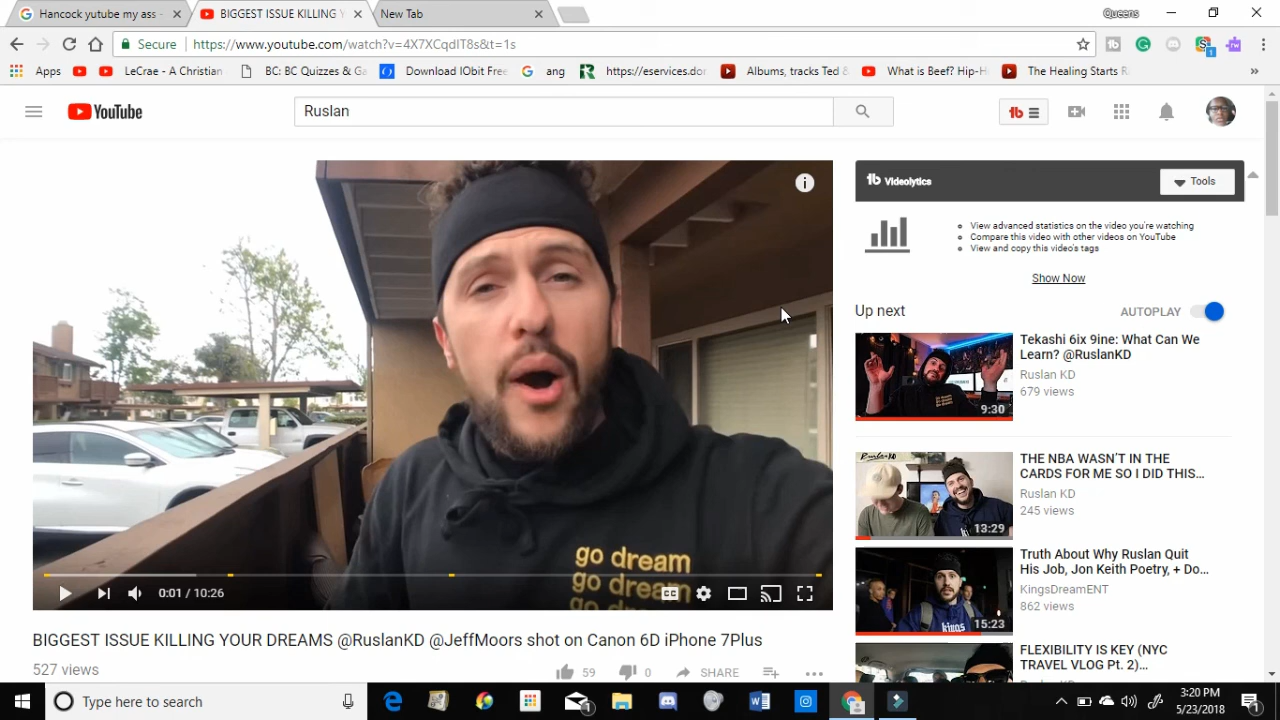 Hancock yutube my ass -
BIGGEST ISSUE KILLING Y
New Tab
Queens
Secure
https://www.youtube.com/watch?v=4X7XCqdIT8s&t=1s
Apps
LeCrae - A Christian
BC: BC Quizzes & Ga
Download IObit Free
ang
https://eservices.do
Albums, tracks Ted &
What is Beef? Hip-H
The Healing Starts R
YouTube
Ruslan
Videolytics
Tools
View advanced statistics on the video you're watching
Compare this video with other videos on YouTube
View and copy this video's tags
Show Now
Up next
AUTOPLAY
Tekashi 6ix 9ine: What Can We
Learn? @RuslanKD
Ruslan KD
679 views
9:30
THE NBA WASN'T IN THE
CARDS FOR ME SO I DID THIS...
Ruslan KD
245 views
13:29
Truth About Why Ruslan Quit
His Job, Jon Keith Poetry, + Do...
KingsDreamENT
862 views
kings
15:23
FLEXIBILITY IS KEY (NYC
TRAVEL VLOG Pt. 2)...
go dream
go dream
go dream
0:01 / 10:26
CC
BIGGEST ISSUE KILLING YOUR DREAMS @RuslanKD @JeffMoors shot on Canon 6D iPhone 7Plus
527 views
59
0
SHARE
Type here to search
3:20 PM
5/23/2018